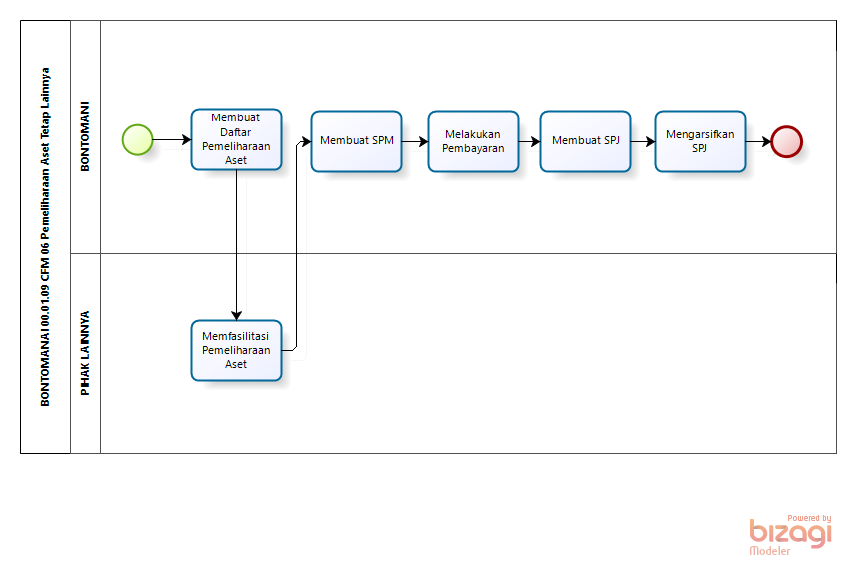 BONTOMANAI 00.01.09 CFM 06 Pemeliharaan Aset Tetap Lainnya
BONTOMANI
Membuat
Daftar
Pemeliharaan
Aset
Membuat SPM
Melakukan
Pembayaran
Membuat SPJ
Mengarsifkan
SPJ
PIHAK LAINNYA
Memfasilitasi
Pemeliharaan
Aset
Powered by
bizagi
Modeler